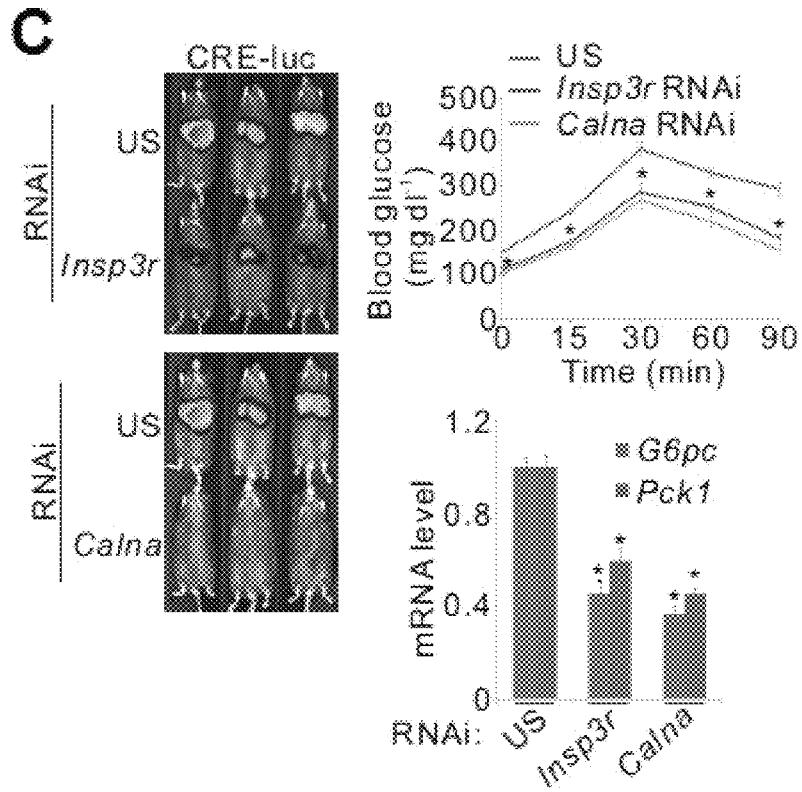 C
CRE-luc
RNAi
US
Insp3r
RNAi
US
Calna
US
Insp3r RNAi
Calna RNAi
Blood glucose
(mg dl⁻¹)
500
400
300
200
100
0
0 15 30 60 90
Time (min)
* * * * *
mRNA level
1.2
0.8
0.4
0
G6pc
Pck1
* * * *
RNAi: US Insp3r Calna